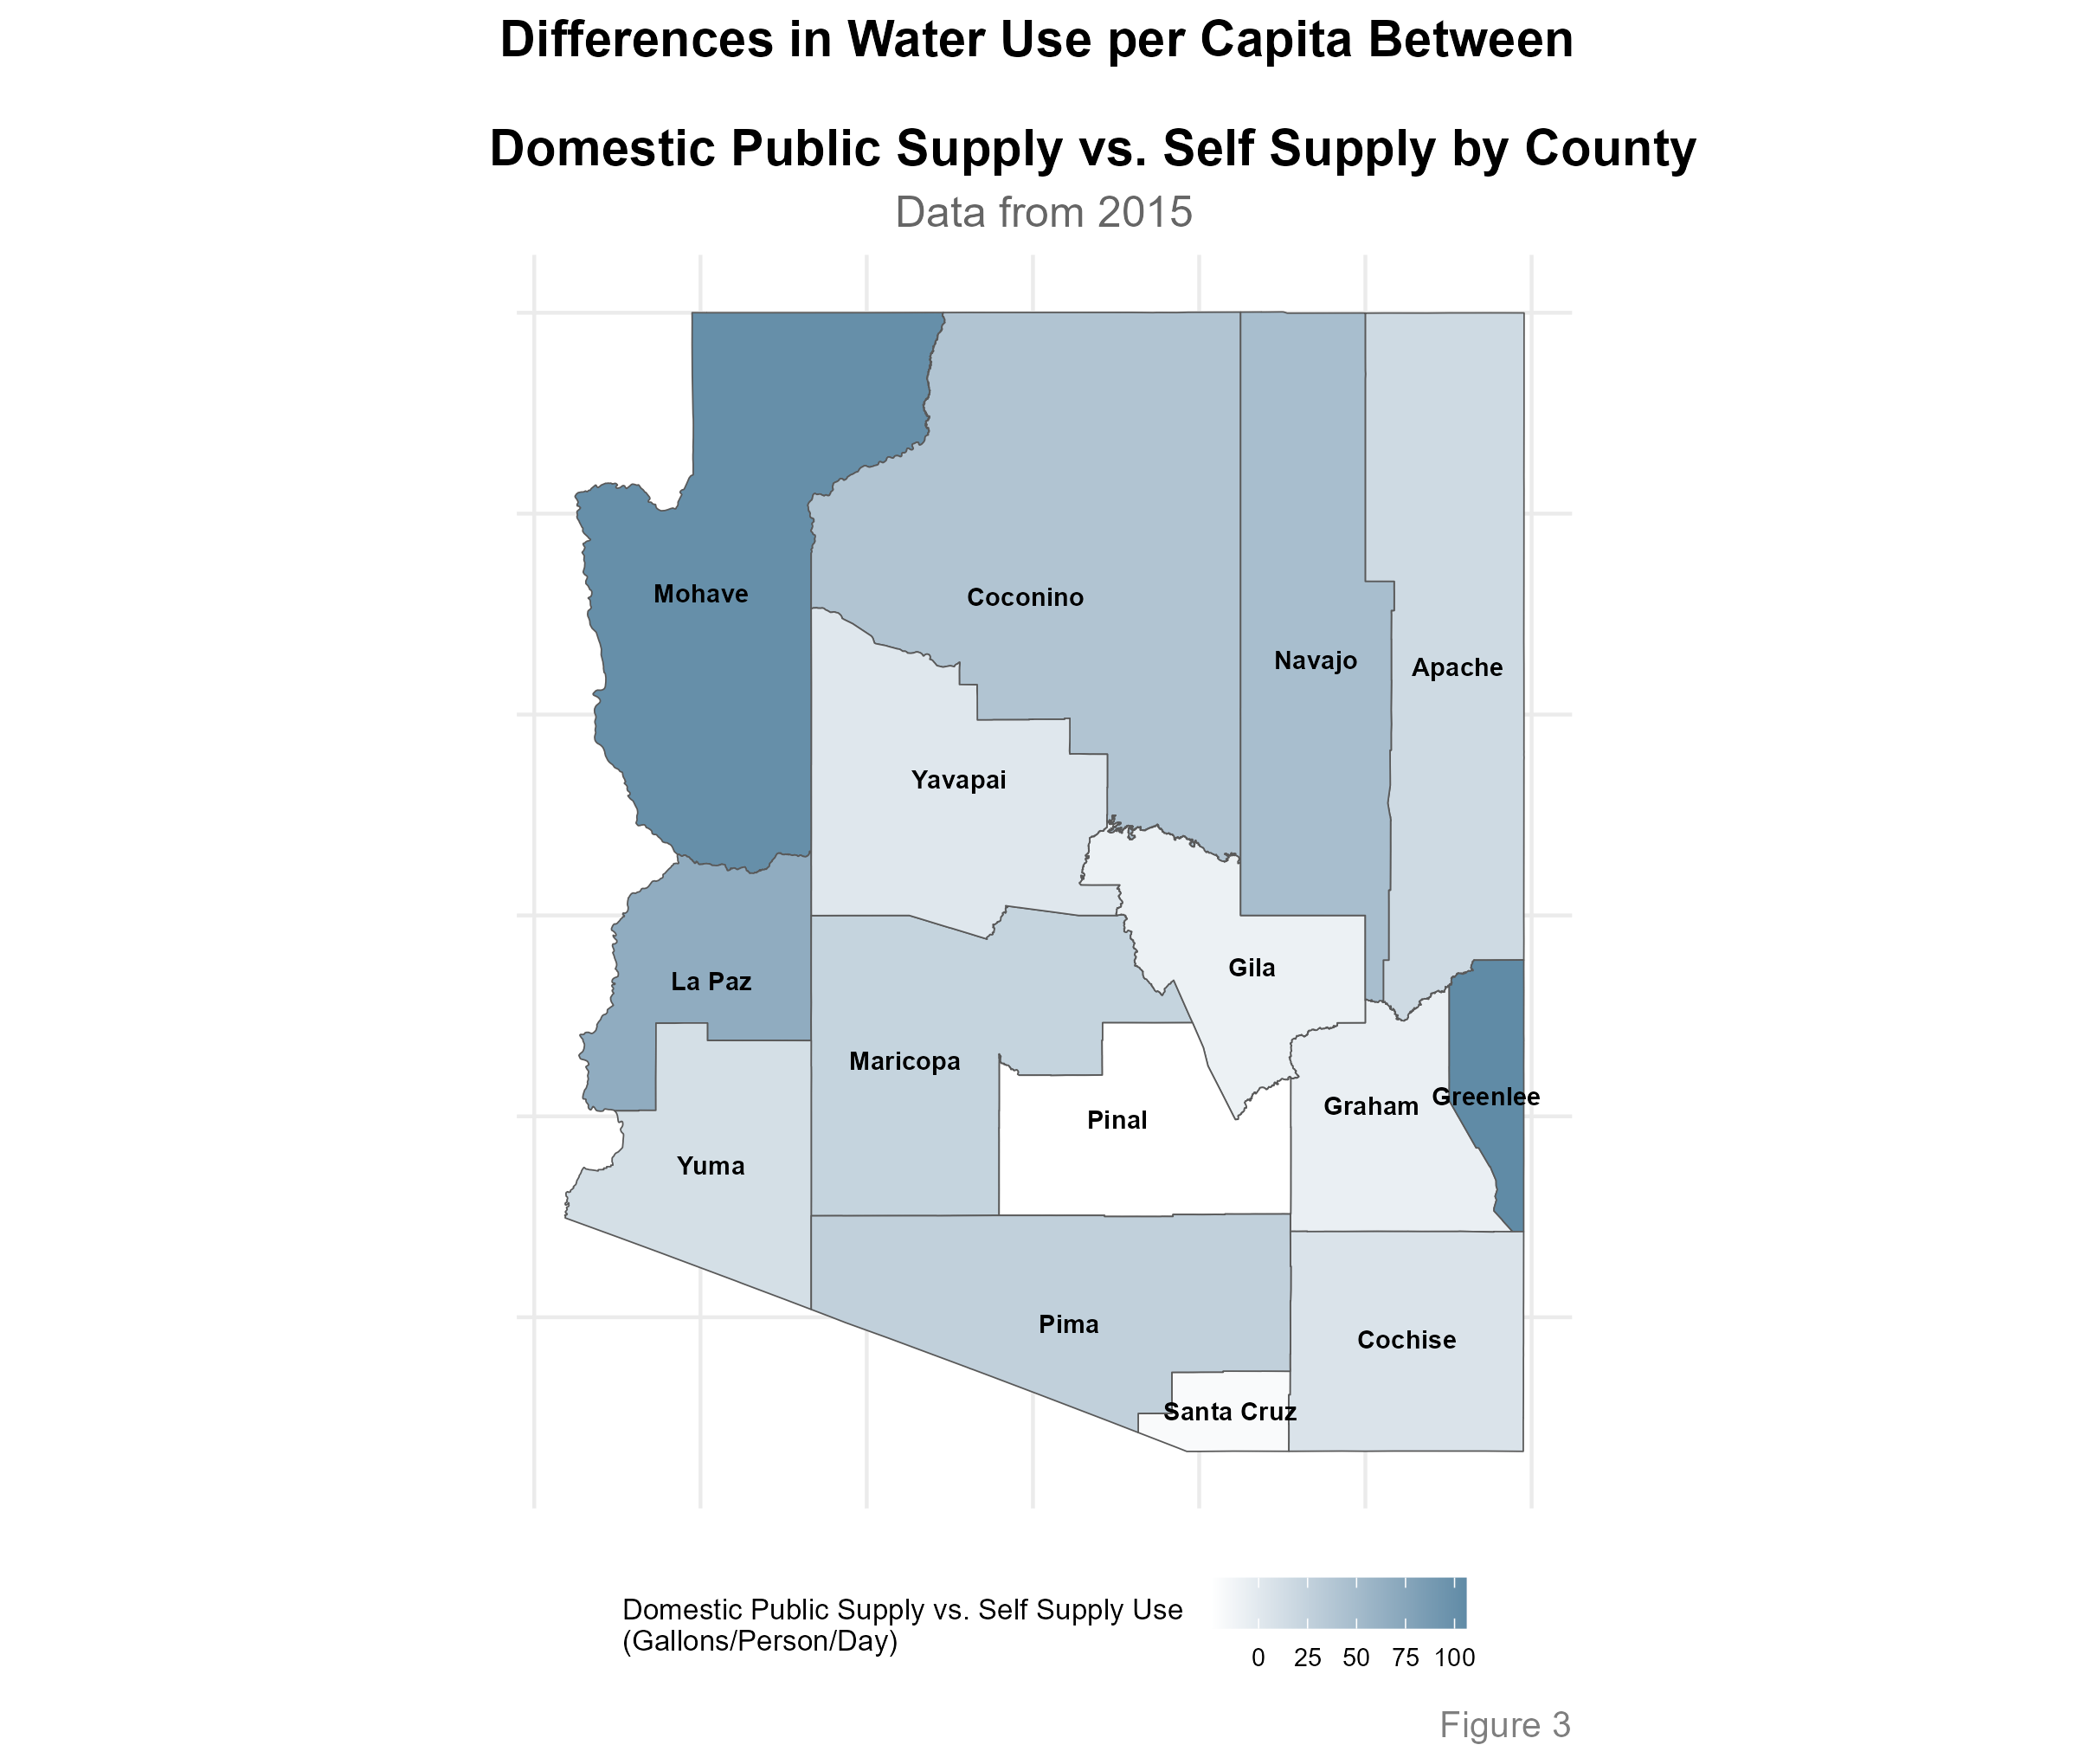 Differences in Water Use per Capita Between
Domestic Public Supply vs. Self Supply by County
Data from 2015
Mohave
Coconino
Navajo
Apache
Yavapai
La Paz
Gila
Maricopa
Greenlee
Graham
Pinal
Yuma
Pima
Cochise
Santa Cruz
Domestic Public Supply vs. Self Supply Use
(Gallons/Person/Day)
0 25 50 75 100
Figure 3